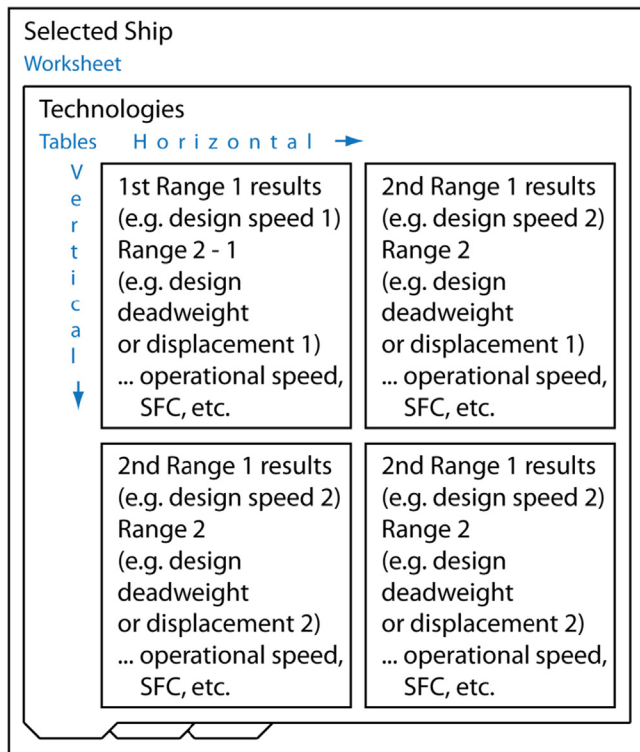 Selected Ship
Worksheet
Technologies
Tables Horizontal →
Vertical
1st Range 1 results
(e.g. design speed 1)
Range 2 - 1
(e.g. design
deadweight
or displacement 1)
... operational speed,
SFC, etc.
2nd Range 1 results
(e.g. design speed 2)
Range 2
(e.g. design
deadweight
or displacement 1)
... operational speed,
SFC, etc.
2nd Range 1 results
(e.g. design speed 2)
Range 2
(e.g. design
deadweight
or displacement 2)
... operational speed,
SFC, etc.
2nd Range 1 results
(e.g. design speed 2)
Range 2
(e.g. design
deadweight
or displacement 2)
... operational speed,
SFC, etc.